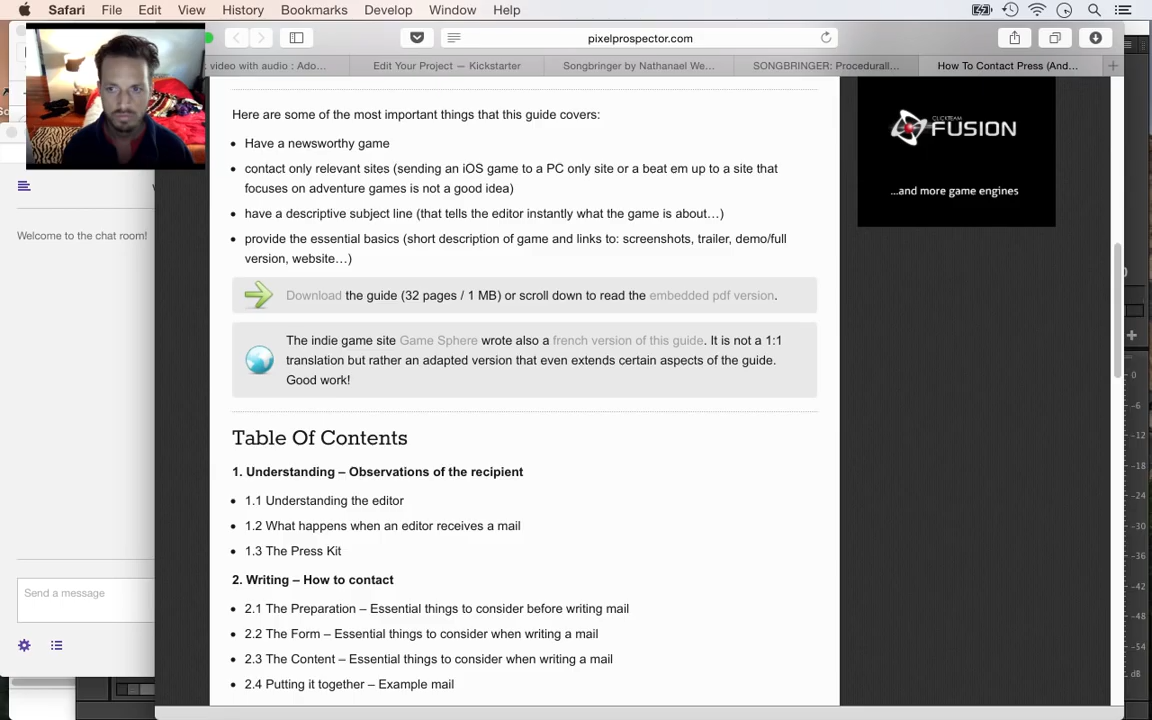 Safari File Edit View History Bookmarks Develop Window Help
pixelprospector.com
video with audio : Ado...
Edit Your Project — Kickstarter
Songbringer by Nathanael We...
SONGBRINGER: Procedurall...
How To Contact Press (And...
Welcome to the chat room!
Send a message
Here are some of the most important things that this guide covers:
Have a newsworthy game
contact only relevant sites (sending an iOS game to a PC only site or a beat em up to a site that
focuses on adventure games is not a good idea)
have a descriptive subject line (that tells the editor instantly what the game is about…)
provide the essential basics (short description of game and links to: screenshots, trailer, demo/full
version, website…)
Download the guide (32 pages / 1 MB) or scroll down to read the embedded pdf version.
The indie game site Game Sphere wrote also a french version of this guide. It is not a 1:1
translation but rather an adapted version that even extends certain aspects of the guide.
Good work!
Table Of Contents
1. Understanding – Observations of the recipient
1.1 Understanding the editor
1.2 What happens when an editor receives a mail
1.3 The Press Kit
2. Writing – How to contact
2.1 The Preparation – Essential things to consider before writing mail
2.2 The Form – Essential things to consider when writing a mail
2.3 The Content – Essential things to consider when writing a mail
2.4 Putting it together – Example mail
CLICKTEAM
FUSION
...and more game engines
0
-6
-12
-18
-24
-30
-36
-42
-48
-54
dB